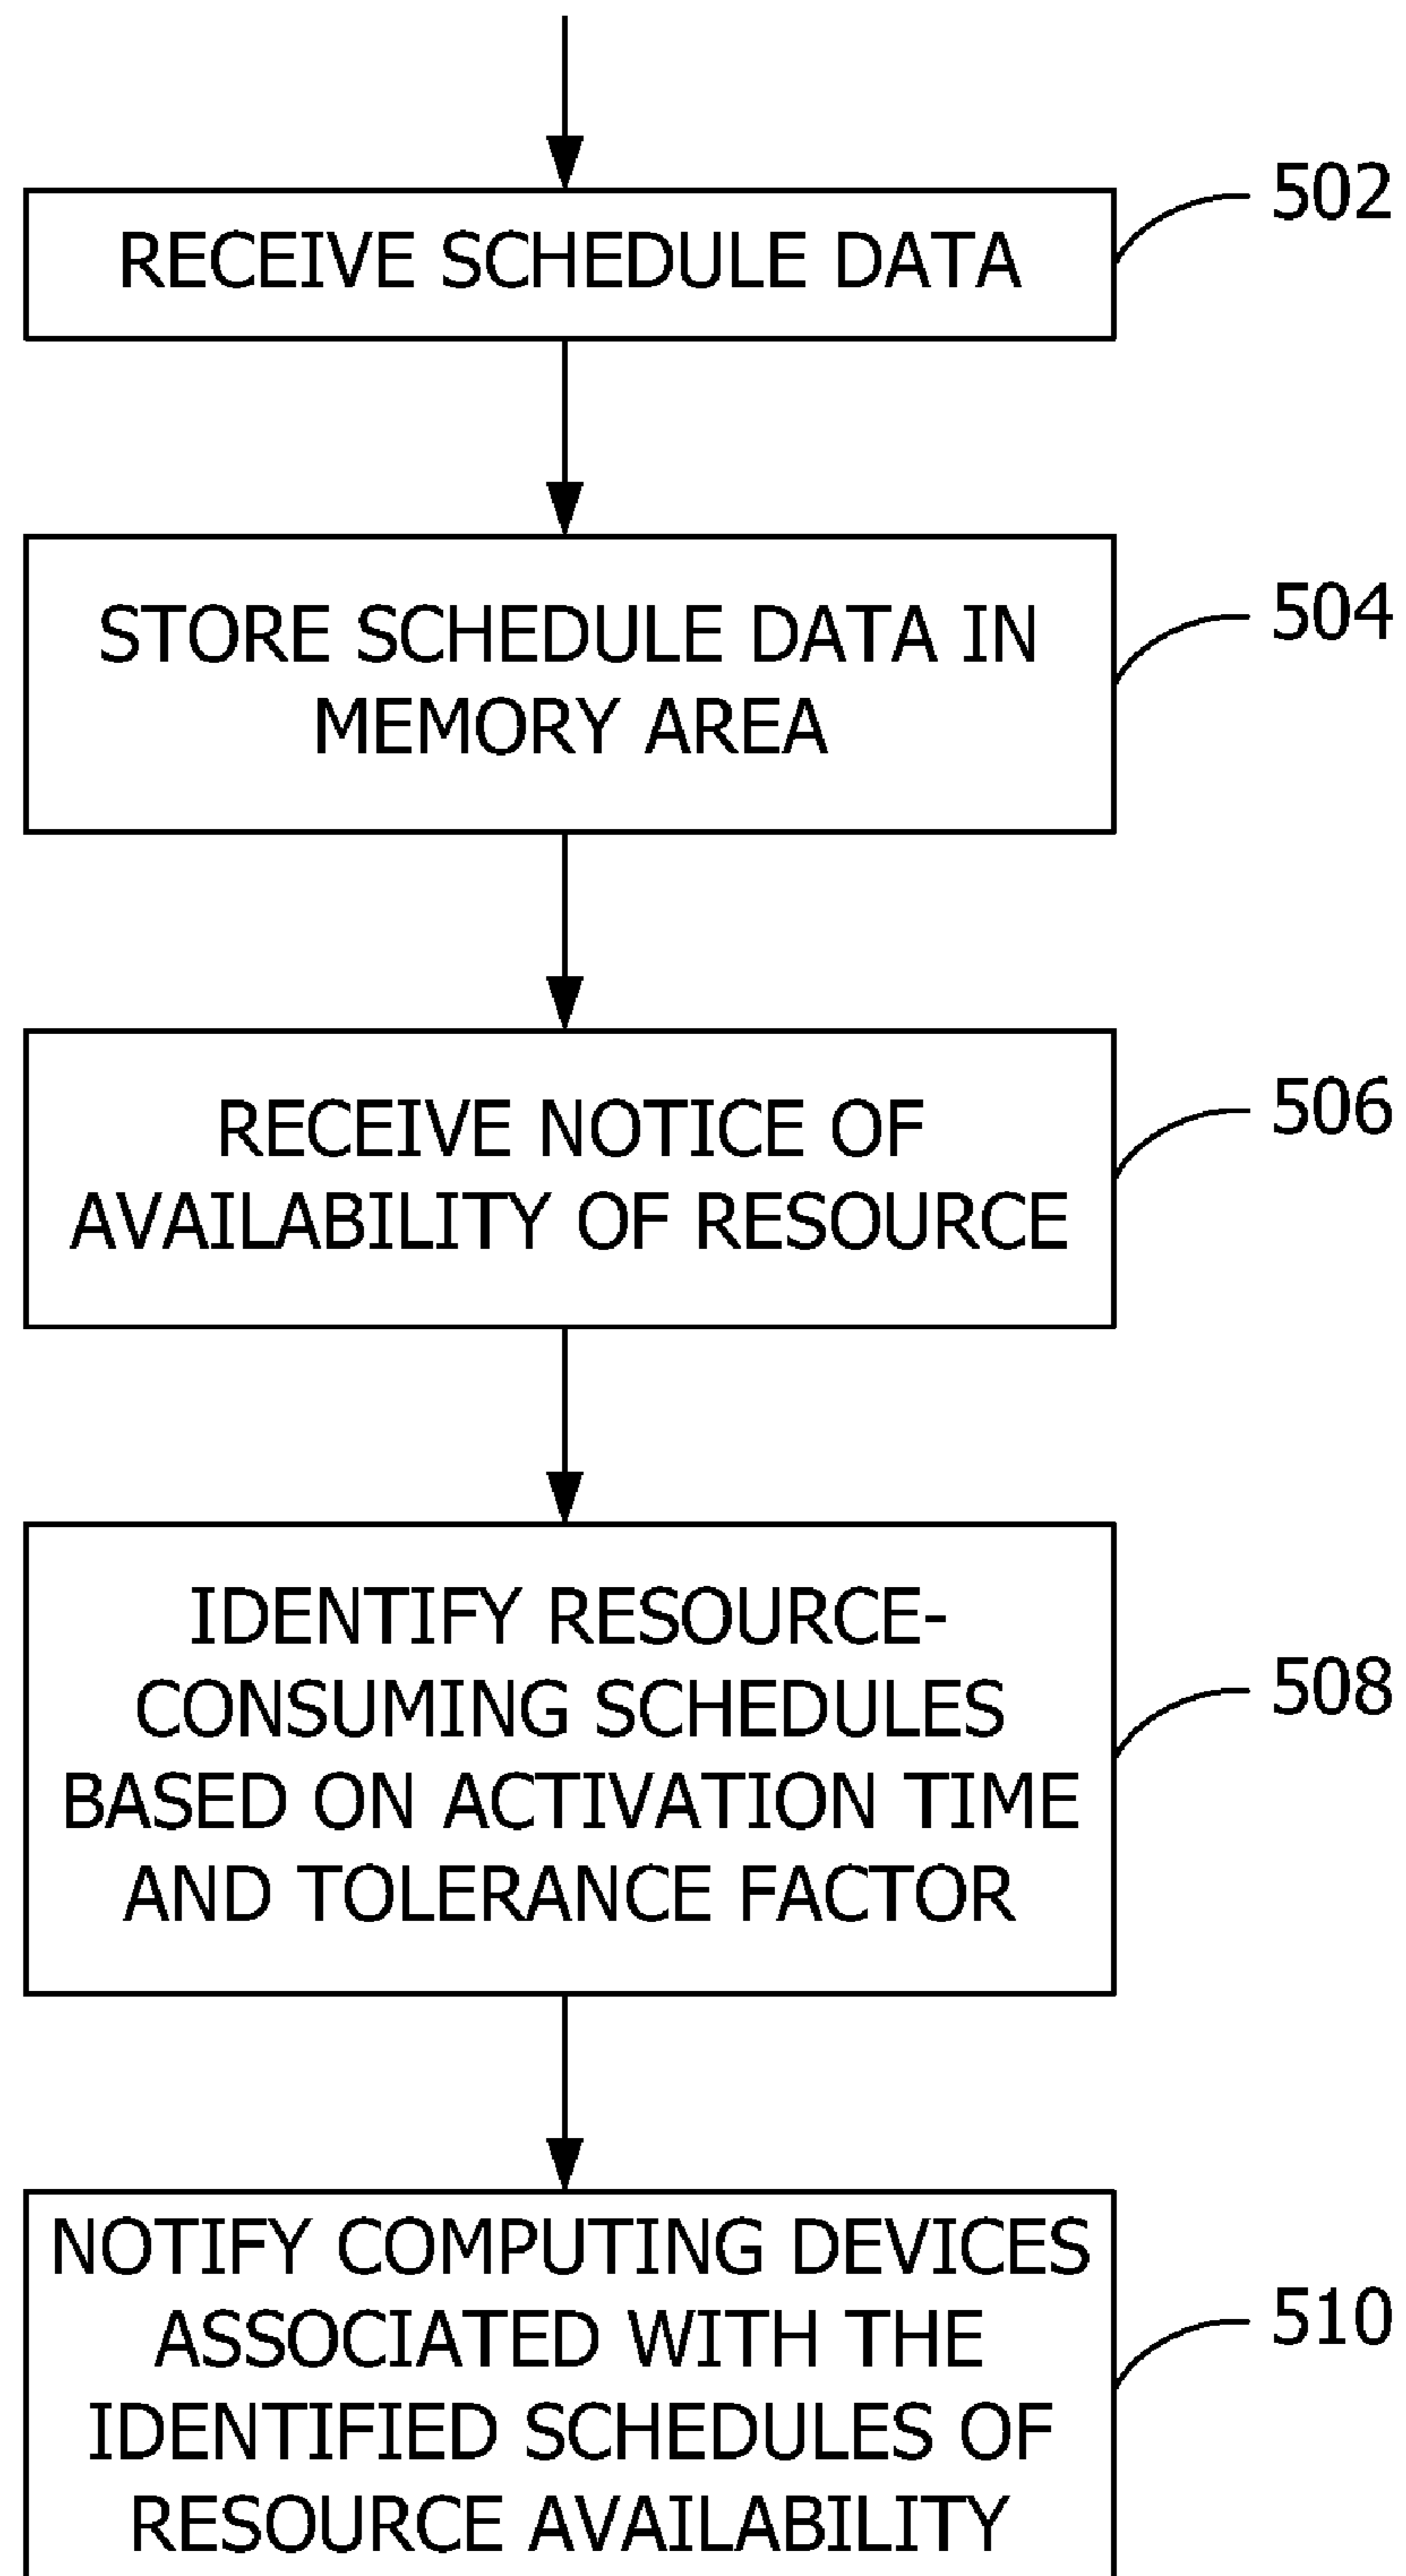 502
RECEIVE SCHEDULE DATA
504
STORE SCHEDULE DATA IN
MEMORY AREA
506
RECEIVE NOTICE OF
AVAILABILITY OF RESOURCE
508
IDENTIFY RESOURCE-
CONSUMING SCHEDULES
BASED ON ACTIVATION TIME
AND TOLERANCE FACTOR
510
NOTIFY COMPUTING DEVICES
ASSOCIATED WITH THE
IDENTIFIED SCHEDULES OF
RESOURCE AVAILABILITY